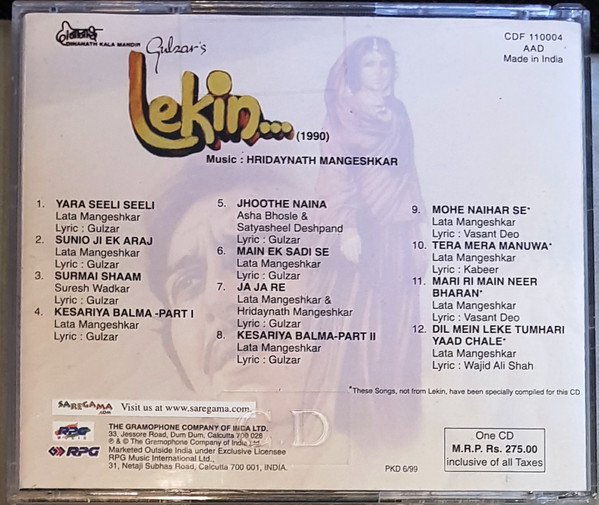 DINANATH KALA MANDIR
Gulzar's
Lekin...
(1990)
Music : HRIDAYNATH MANGESHKAR
CDF 110004
AAD
Made in India
1. YARA SEELI SEELI
Lata Mangeshkar
Lyric : Gulzar
2. SUNIO JI EK ARAJ
Lata Mangeshkar
Lyric : Gulzar
3. SURMAI SHAAM
Suresh Wadkar
Lyric : Gulzar
4. KESARIYA BALMA -PART I
Lata Mangeshkar
Lyric : Gulzar
5. JHOOTHE NAINA
Asha Bhosle &
Satyasheel Deshpand
Lyric : Gulzar
6. MAIN EK SADI SE
Lata Mangeshkar
Lyric : Gulzar
7. JA JA RE
Lata Mangeshkar &
Hridaynath Mangeshkar
Lyric : Gulzar
8. KESARIYA BALMA-PART II
Lata Mangeshkar
Lyric : Gulzar
9. MOHE NAIHAR SE*
Lata Mangeshkar
Lyric : Vasant Deo
10. TERA MERA MANUWA*
Lata Mangeshkar
Lyric : Kabeer
11. MARI RI MAIN NEER
BHARAN*
Lata Mangeshkar
Lyric : Vasant Deo
12. DIL MEIN LEKE TUMHARI
YAAD CHALE*
Lata Mangeshkar
Lyric : Wajid Ali Shah
*These Songs, not from Lekin, have been specially compiled for this CD.
SAREGAMA
.COM
Visit us at www.saregama.com
CD
RPG
MUSIC
RPG
THE GRAMOPHONE COMPANY OF INDIA LTD.
33, Jessore Road, Dum Dum, Calcutta 700 028
℗ & © The Gramophone Company of India Ltd.
Marketed Outside India under Exclusive Licensee
RPG Music International Ltd.
31, Netaji Subhas Road, Calcutta 700 001, INDIA.
PKD 6/99
One CD
M.R.P. Rs. 275.00
inclusive of all Taxes